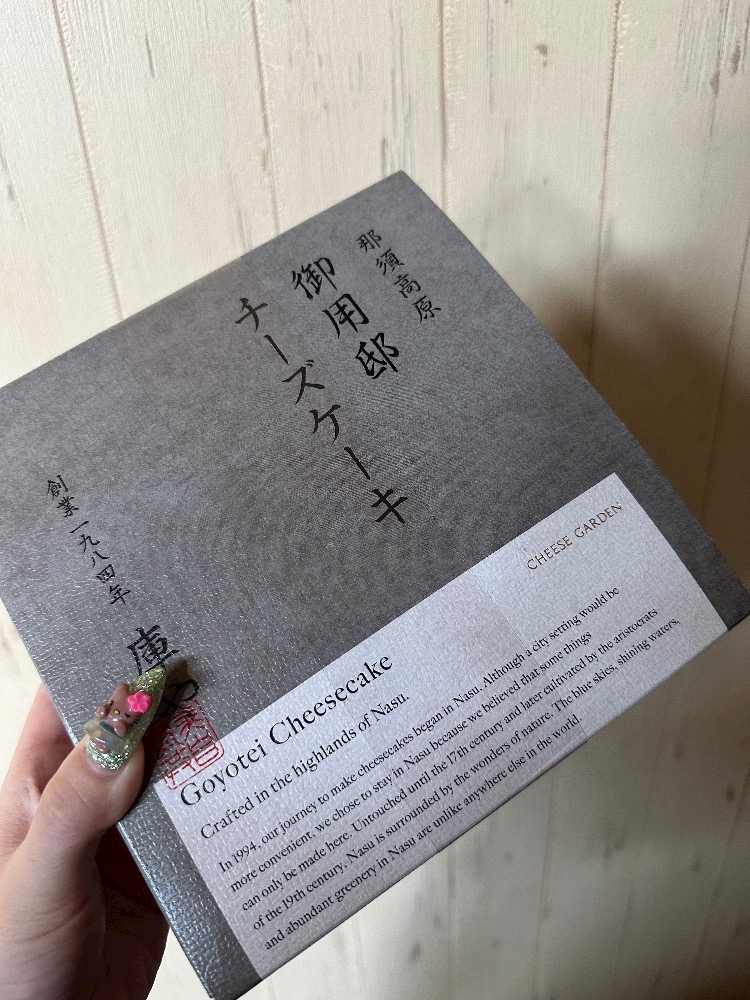 那須高原
御用邸
チーズケーキ
創業一九八四年
庫や
CHEESE GARDEN
Goyotei Cheesecake
Crafted in the highlands of Nasu.
In 1994, our journey to make cheesecakes began in Nasu. Although a city setting would be
more convenient, we chose to stay in Nasu because we believed that some things
can only be made here. Untouched until the 17th century and later cultivated by the aristocrats
of the 19th century. Nasu is surrounded by the wonders of nature. The blue skies, shining waters,
and abundant greenery in Nasu are unlike anywhere else in the world.